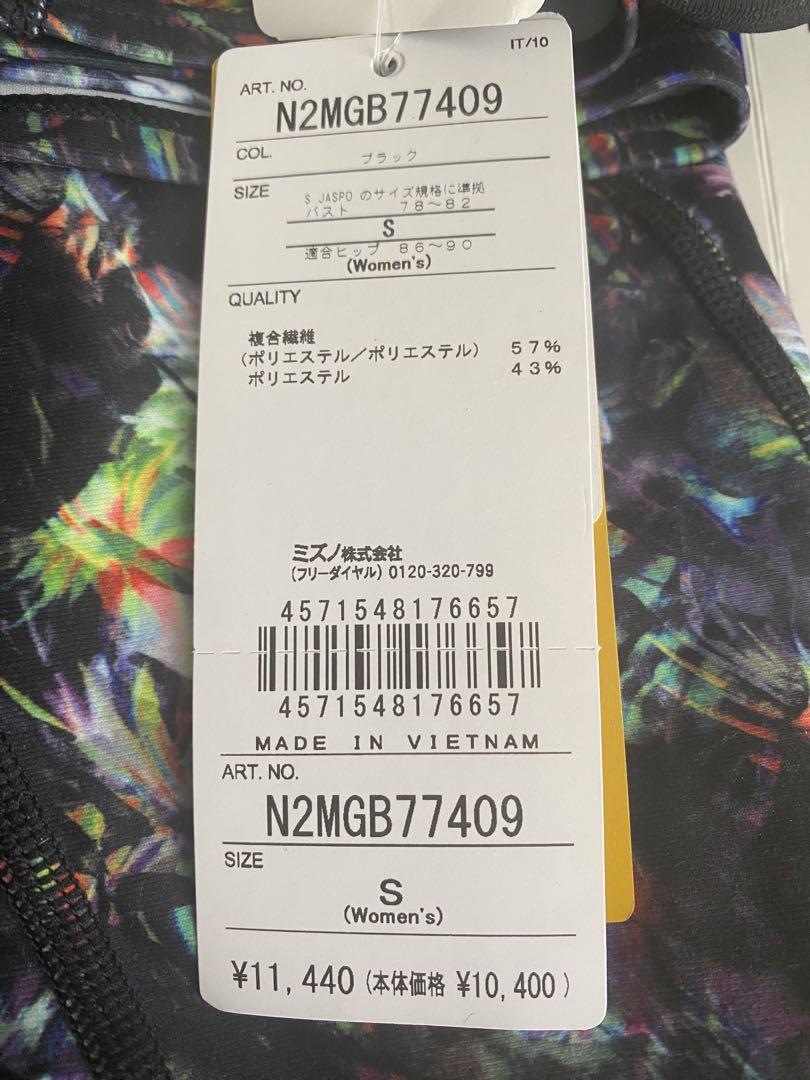 IT/10
ART. NO.
N2MGB77409
COL.
ブラック
SIZE
S JASPO のサイズ規格に準拠
バスト 78～82
S
適合ヒップ 86～90
(Women's)
QUALITY
複合繊維
(ポリエステル／ポリエステル) 57%
ポリエステル 43%
ミズノ株式会社
(フリーダイヤル) 0120-320-799
4571548176657
4571548176657
MADE IN VIETNAM
ART. NO.
N2MGB77409
SIZE
S
(Women's)
¥11,440 (本体価格 ¥10,400)